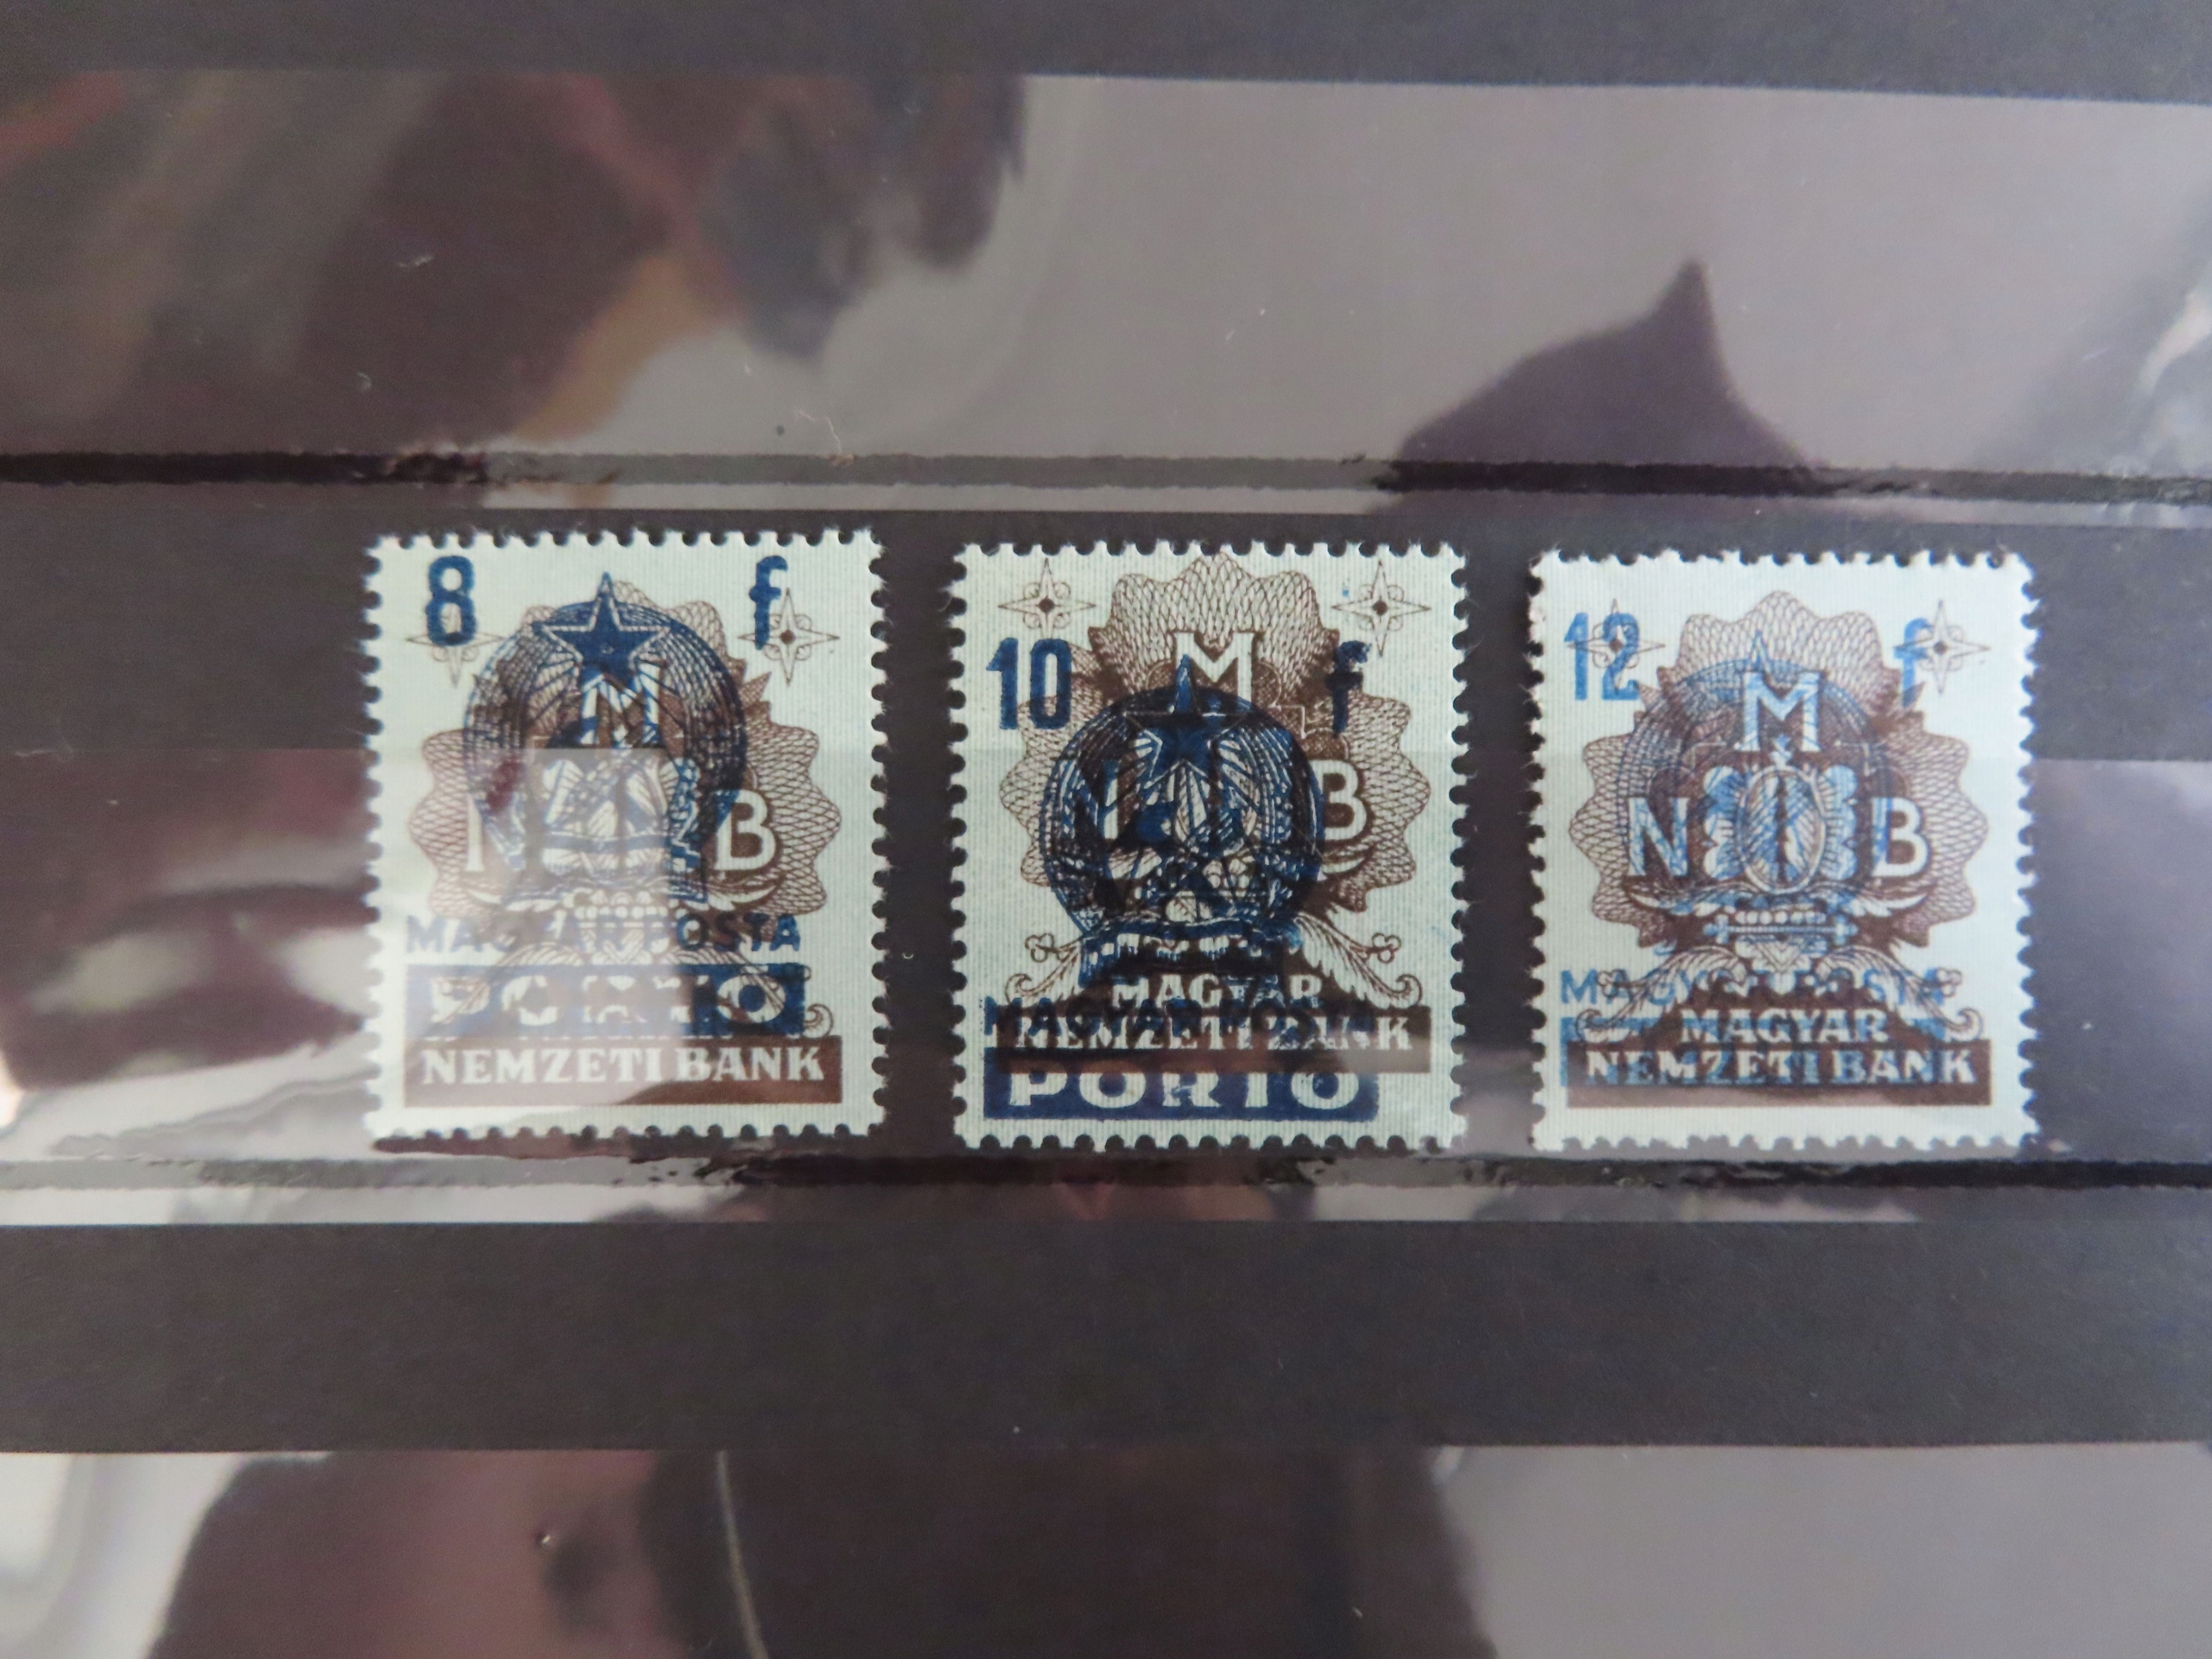 8 f
M
N B
MAGYAR POSTA
PORTO
NEMZETI BANK
10 f
M
N B
MAGYAR
MAGYAR POSTA
NEMZETI BANK
PORTO
12 f
M
N B
MAGYAR POSTA
MAGYAR
NEMZETI BANK